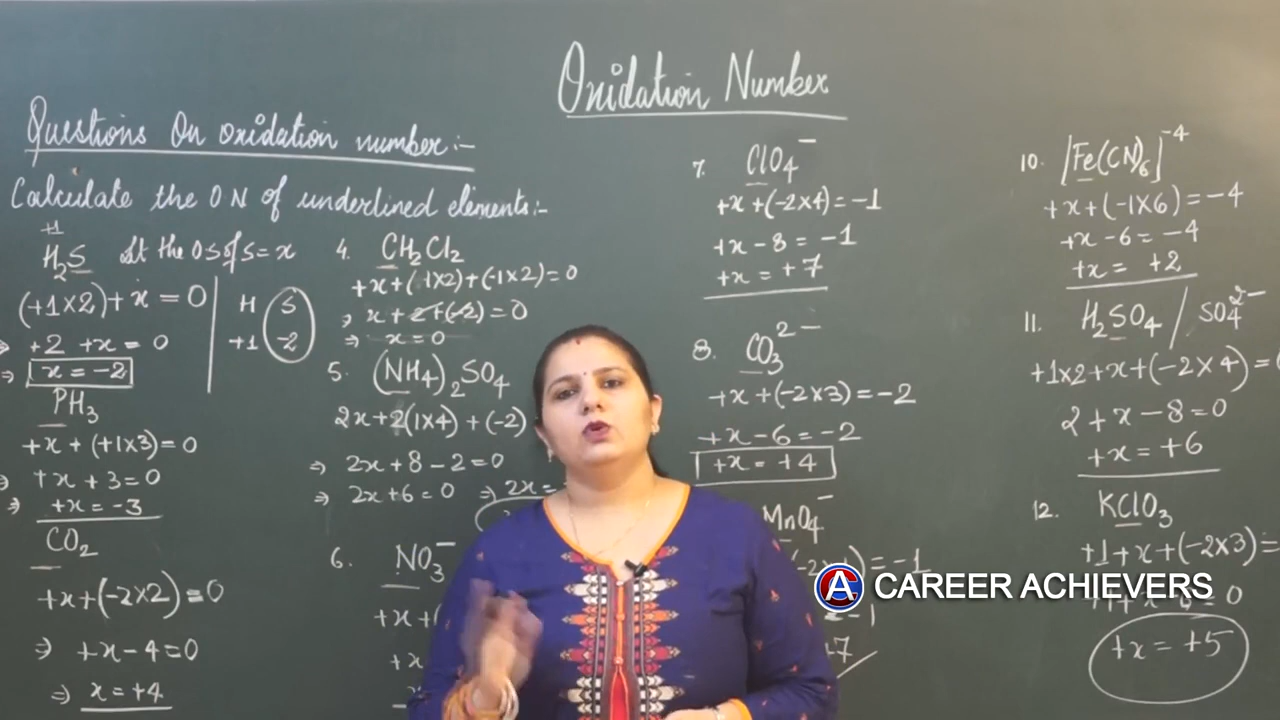 Oxidation Number
Questions On oxidation number:-
Calculate the O N of underlined elements:-
+1
H₂S let the O S of S = x
(+1×2)+x = 0
H S
+1 -2
⇒ +2 +x = 0
⇒ x = -2
PH₃
+x + (+1×3) = 0
⇒ +x + 3 = 0
⇒ +x = -3
CO₂
+x+(-2×2) = 0
⇒ +x-4 = 0
⇒ x = +4
4. CH₂Cl₂
+x+(1×2)+(-1×2) = 0
⇒ x+2+(-2) = 0
⇒ x = 0
5. (NH₄)₂SO₄
2x+2(1×4)+(-2)
⇒ 2x+8-2 = 0
⇒ 2x+6 = 0 ⇒ 2x =
6. NO₃⁻
+x+(
+x
7. ClO₄⁻
+x+(-2×4) = -1
+x-8 = -1
+x = +7
8. CO₃²⁻
+x+(-2×3) = -2
+x-6 = -2
+x = +4
MnO₄⁻
-2x) = -1
= -1
+7
10. [Fe(CN)₆]⁻⁴
+x+(-1×6) = -4
+x-6 = -4
+x = +2
11. H₂SO₄ / SO₄²⁻
+1×2+x+(-2×4) =
2+x-8 = 0
+x = +6
12. KClO₃
+1+x+(-2×3) =
= 0
+x = +5
CAREER ACHIEVERS